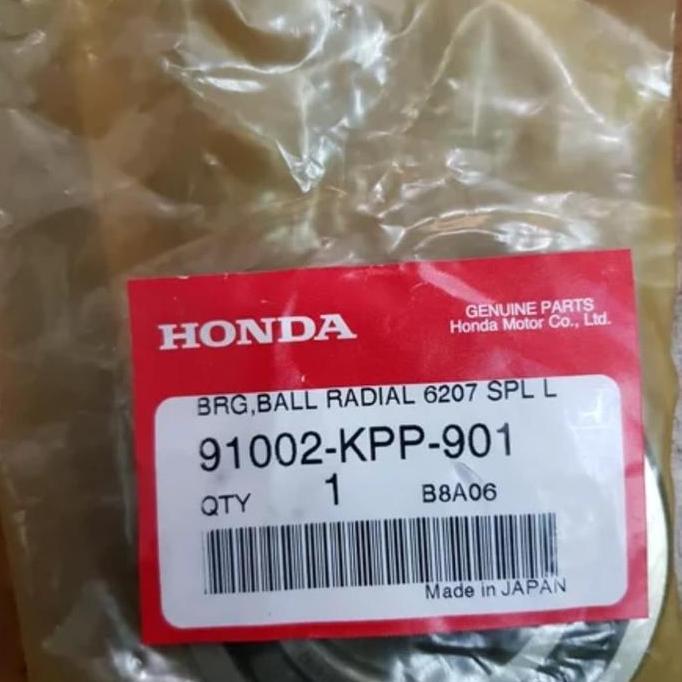 HONDA
GENUINE PARTS
Honda Motor Co., Ltd.
BRG,BALL RADIAL 6207 SPL L
91002-KPP-901
QTY 1 B8A06
Made in JAPAN